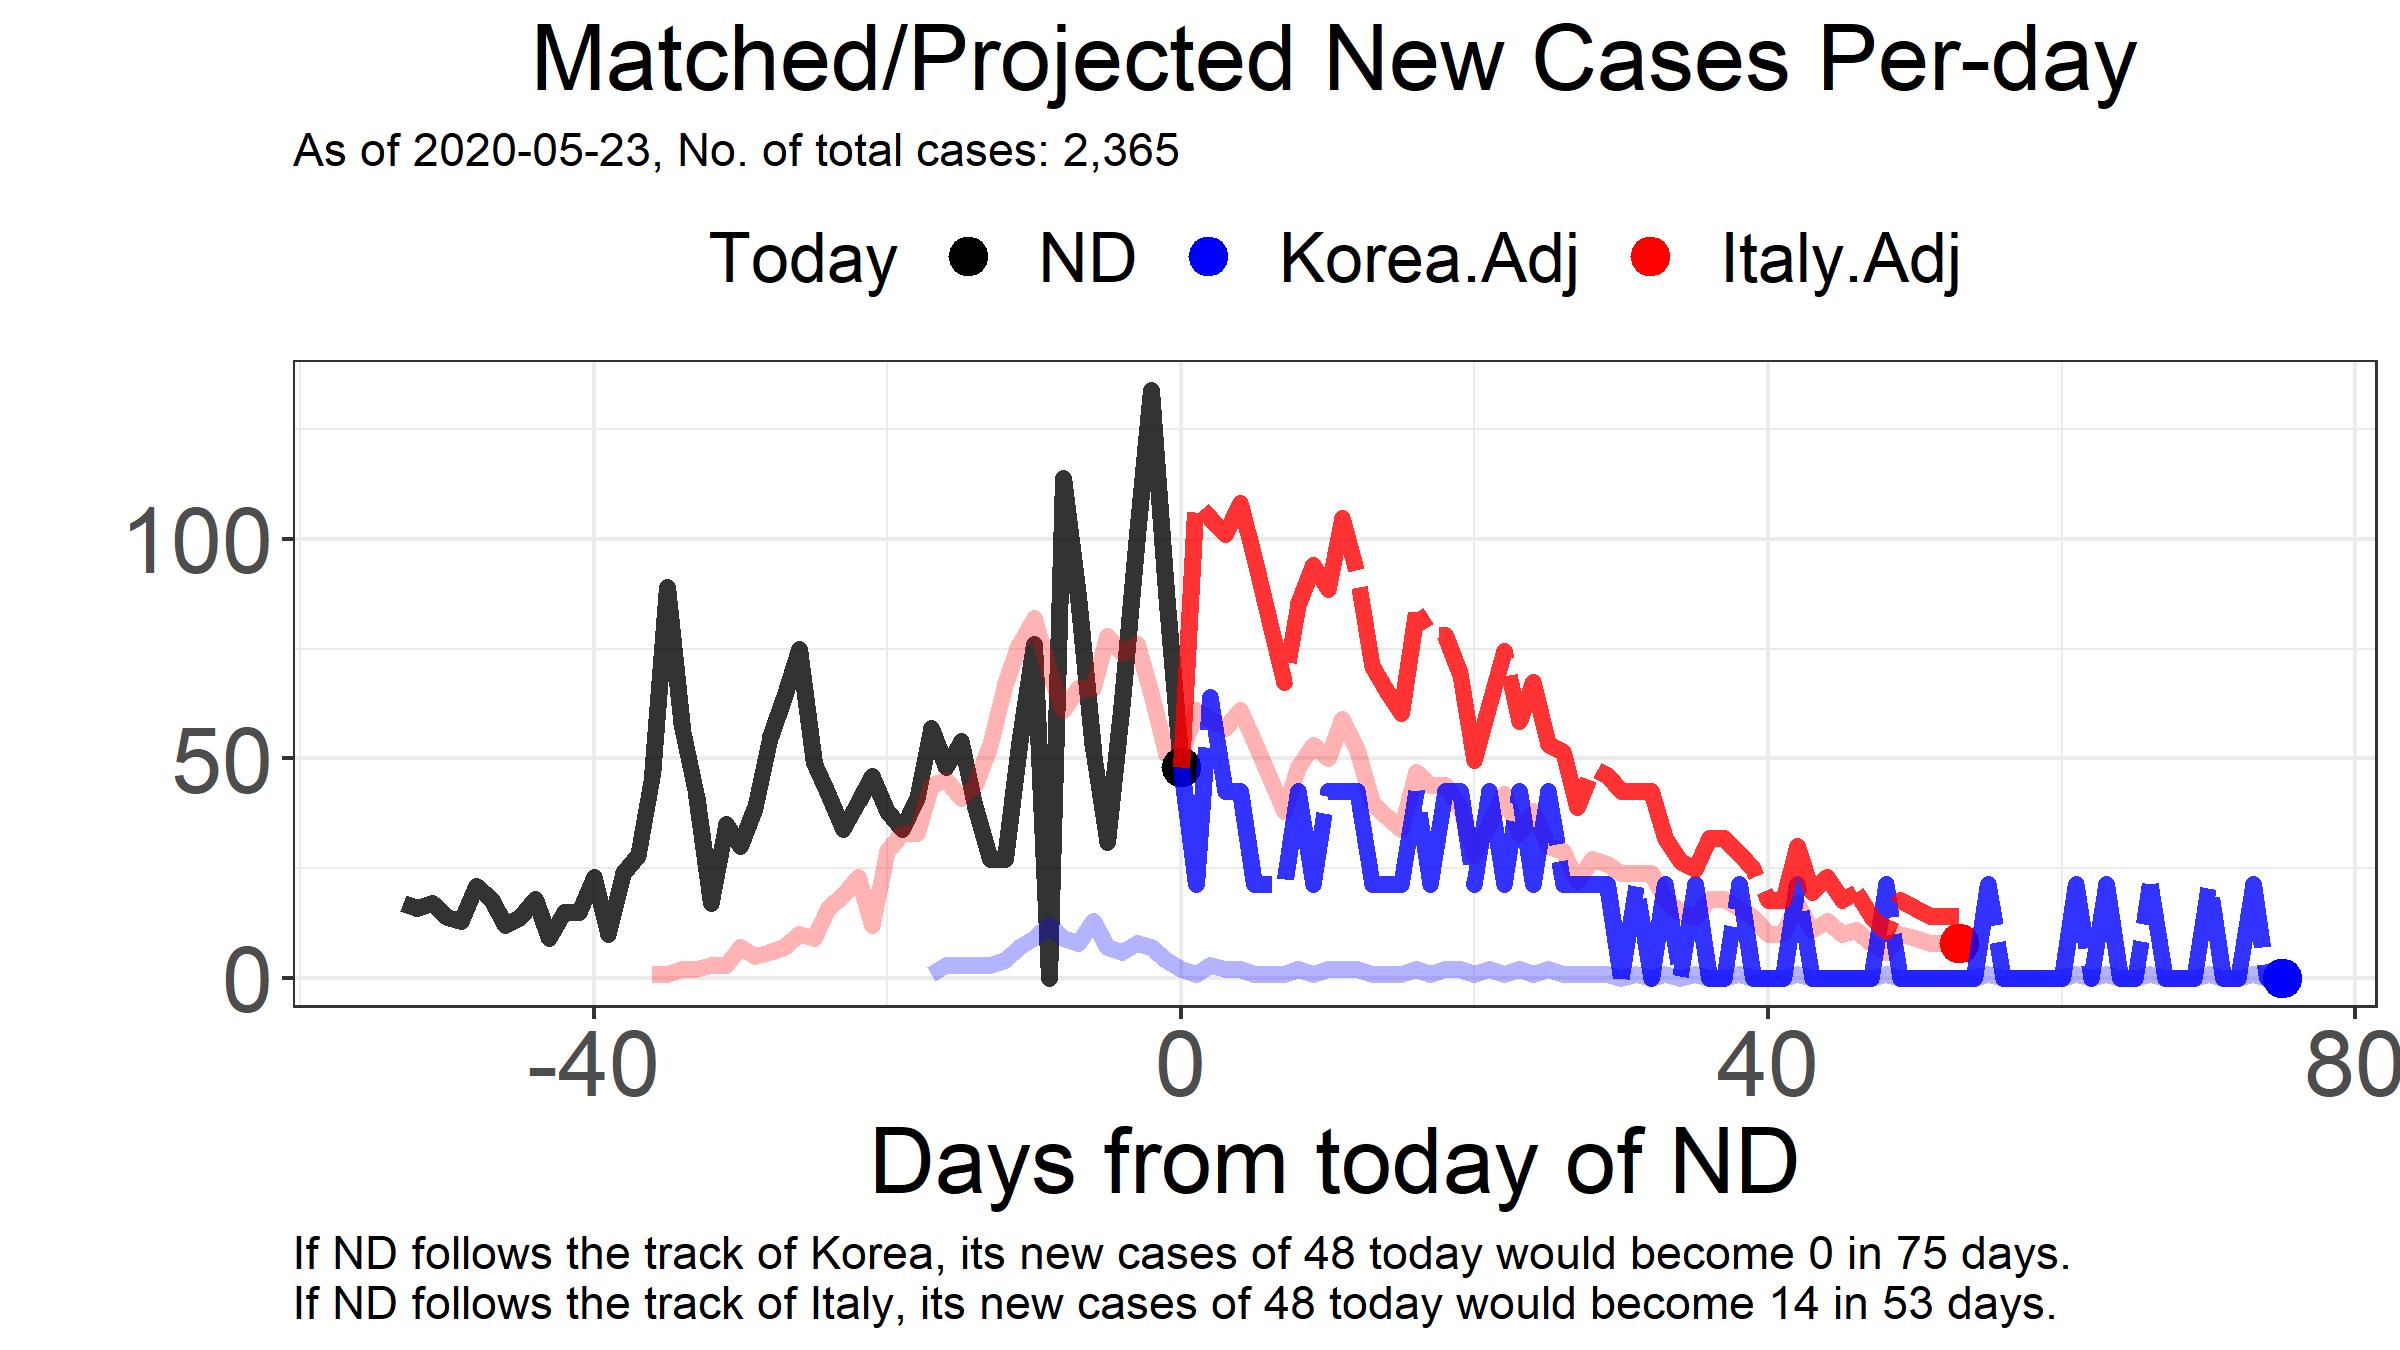 Matched/Projected New Cases Per-day
As of 2020-05-23, No. of total cases: 2,365
Today ND Korea.Adj Italy.Adj
100
50
0
-40 0 40 80
Days from today of ND
If ND follows the track of Korea, its new cases of 48 today would become 0 in 75 days.
If ND follows the track of Italy, its new cases of 48 today would become 14 in 53 days.